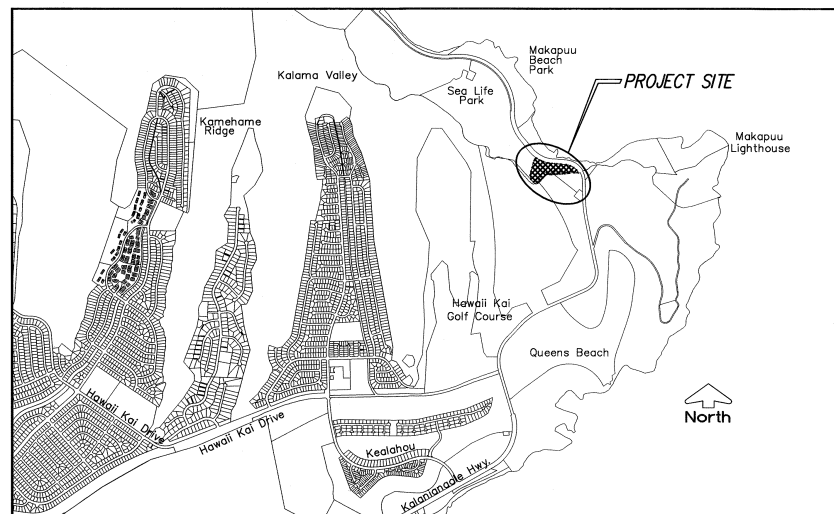 Makapuu
Beach
Park
Kalama Valley
PROJECT SITE
Sea Life
Park
Kamehame
Ridge
Makapuu
Lighthouse
Hawaii Kai
Golf Course
Queens Beach
Hawaii Kai Drive
Hawaii Kai Drive
North
Kealahou
Kalanianaole Hwy.